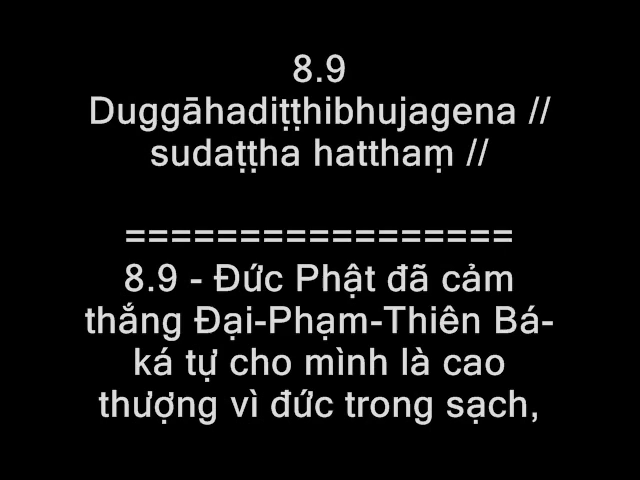 8.9
Duggāhadiṭṭhibhujagena //
sudaṭṭha hatthaṃ //
=================
8.9 - Đức Phật đã cảm
thắng Đại-Phạm-Thiên Bá-
ká tự cho mình là cao
thượng vì đức trong sạch,